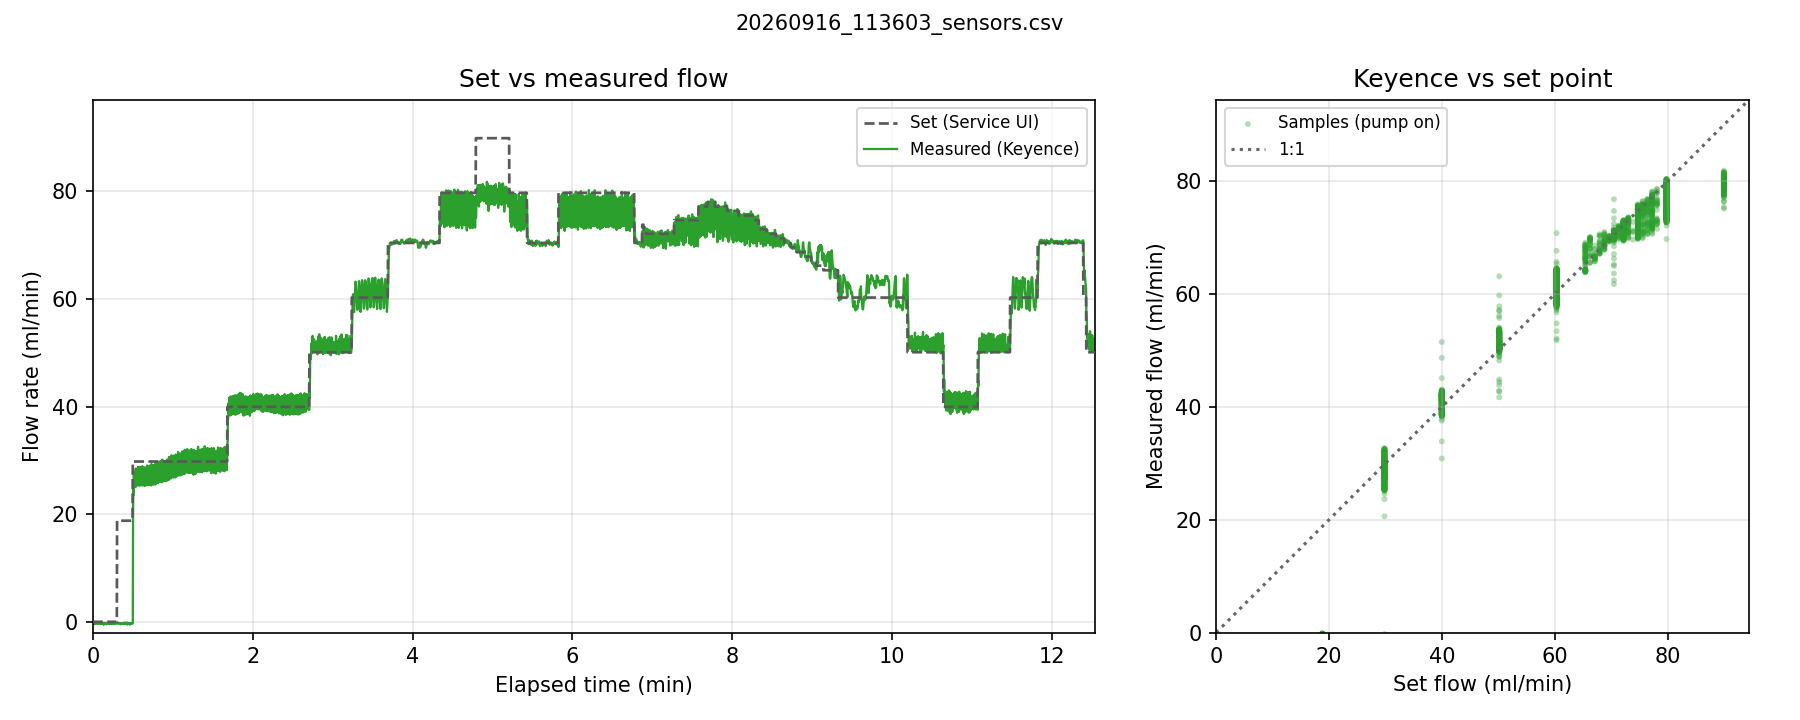 20260916_113603_sensors.csv
Set vs measured flow
Set (Service UI)
Measured (Keyence)
Flow rate (ml/min)
80
60
40
20
0
0 2 4 6 8 10 12
Elapsed time (min)
Keyence vs set point
Samples (pump on)
1:1
Measured flow (ml/min)
80
60
40
20
0
0 20 40 60 80
Set flow (ml/min)